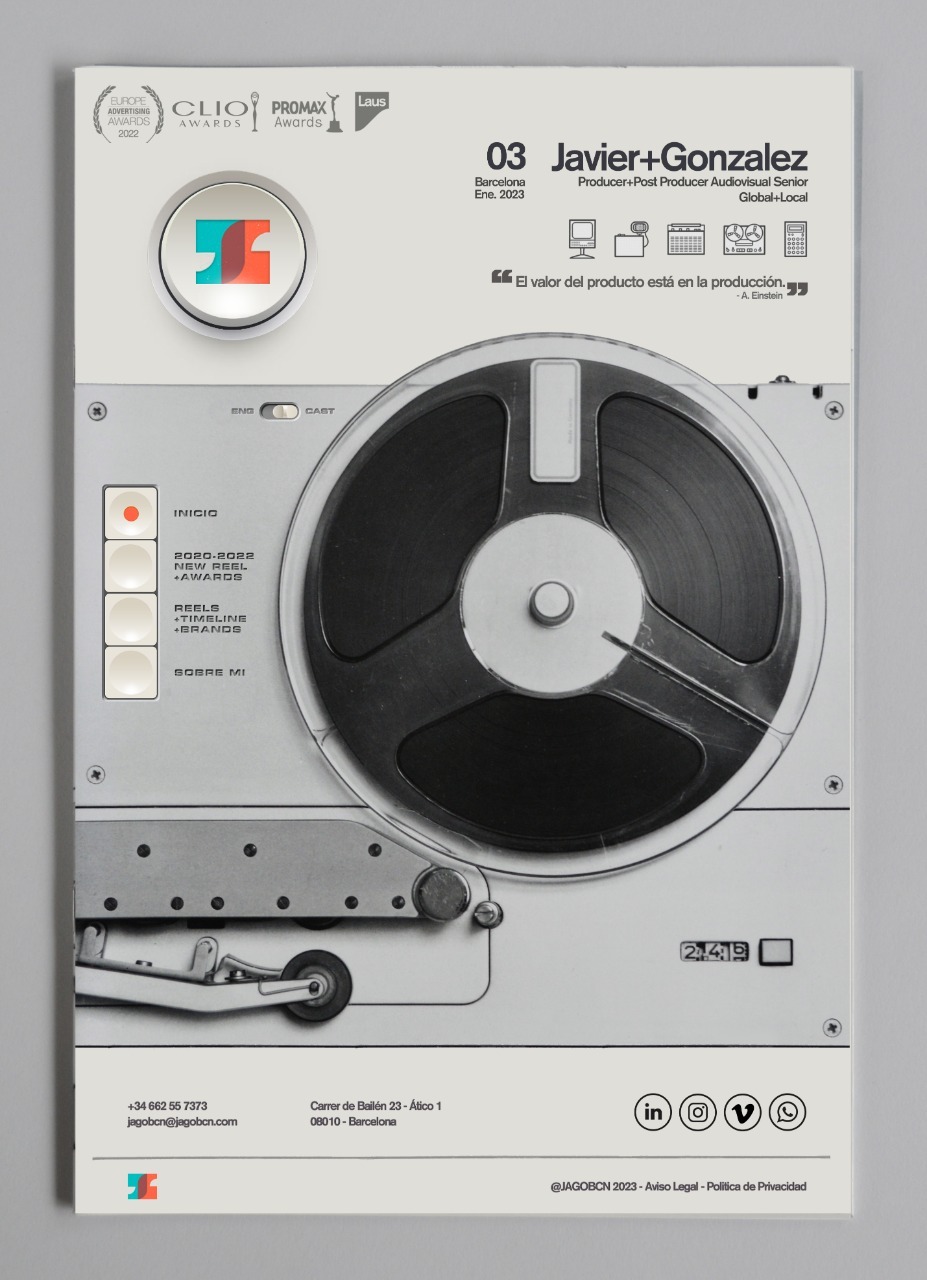 EUROPE
ADVERTISING
AWARDS
2022
CLIO
AWARDS
PROMAX
Awards
Laus
03
Barcelona
Ene. 2023
Javier+Gonzalez
Producer+Post Producer Audiovisual Senior
Global+Local
“ El valor del producto está en la producción. ”
- A. Einstein
ENG CAST
INICIO
2020-2022
NEW REEL
+AWARDS
REELS
+TIMELINE
+BRANDS
SOBRE MI
+34 662 55 7373
jagobcn@jagobcn.com
Carrer de Bailén 23 - Ático 1
08010 - Barcelona
in
@JAGOBCN 2023 - Aviso Legal - Politica de Privacidad